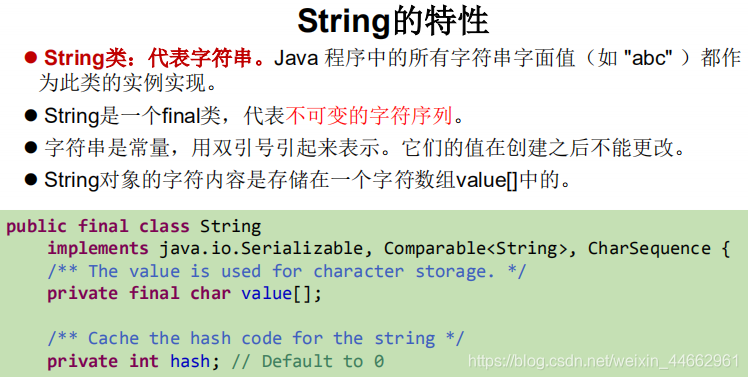 String的特性
● String类：代表字符串。Java 程序中的所有字符串字面值（如 "abc" ）都作
为此类的实例实现。
● String是一个final类，代表不可变的字符序列。
● 字符串是常量，用双引号引起来表示。它们的值在创建之后不能更改。
● String对象的字符内容是存储在一个字符数组value[]中的。
public final class String
implements java.io.Serializable, Comparable<String>, CharSequence {
/** The value is used for character storage. */
private final char value[];
/** Cache the hash code for the string */
private int hash; // Default to 0
https://blog.csdn.net/weixin_44662961